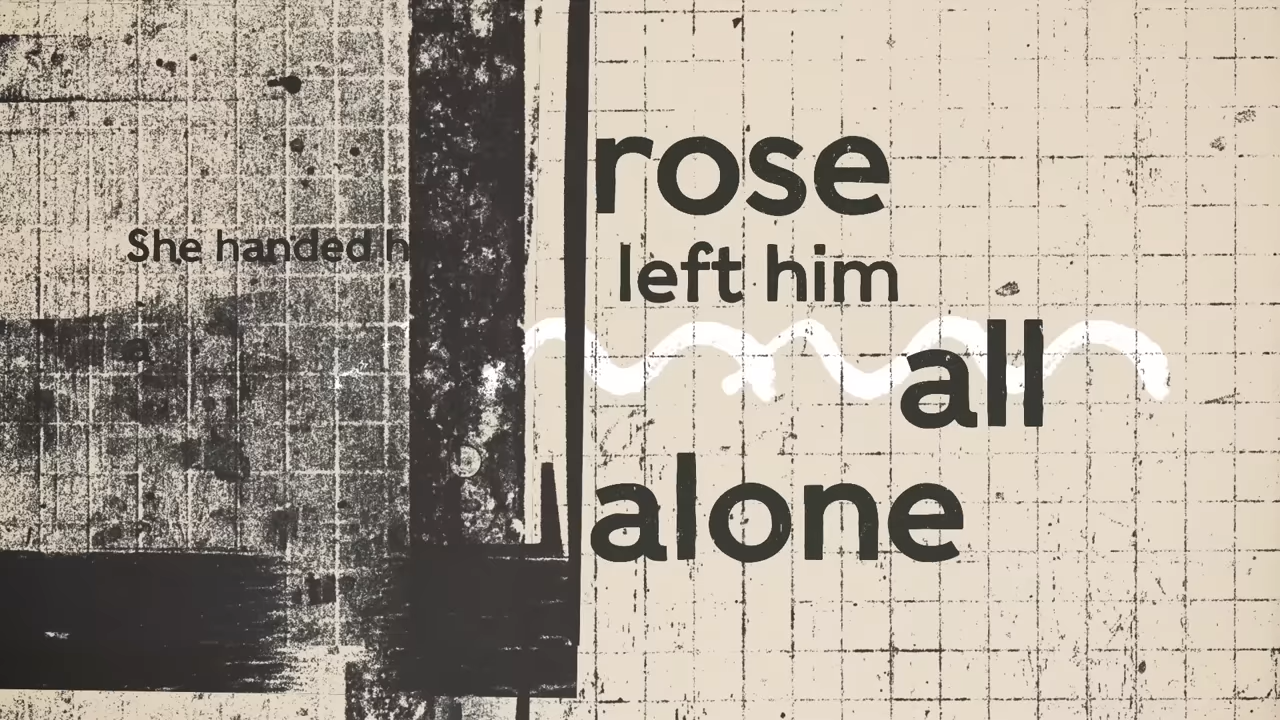 She handed h
rose
left him
all
alone